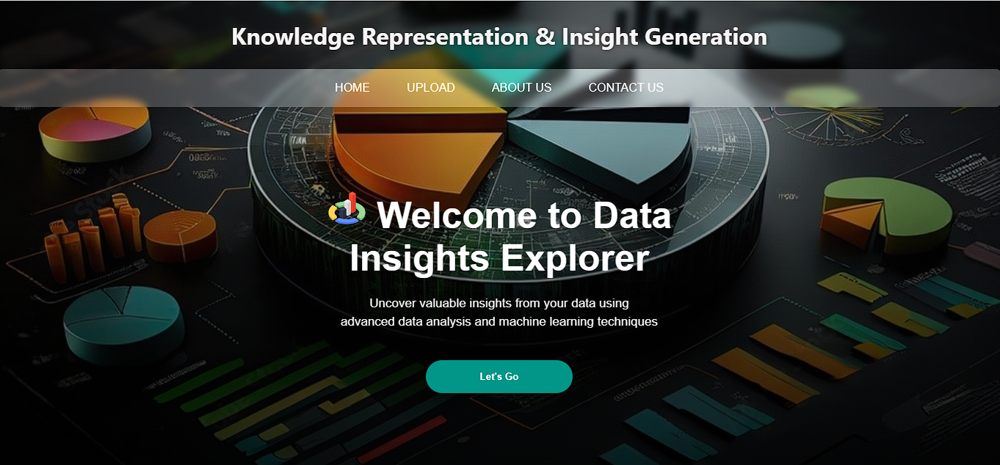 Knowledge Representation & Insight Generation
HOME UPLOAD ABOUT US CONTACT US
Welcome to Data
Insights Explorer
Uncover valuable insights from your data using
advanced data analysis and machine learning techniques
Let's Go